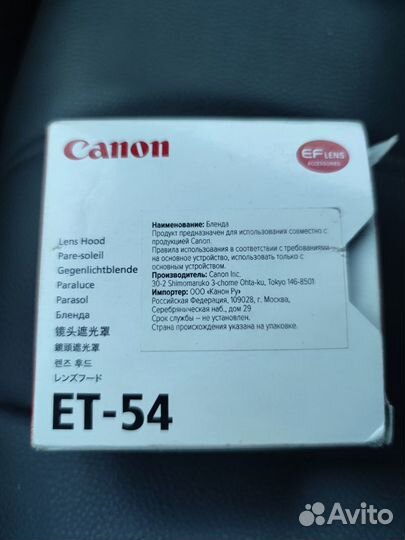 Canon
EF LENS
ACCESSORIES
Lens Hood
Pare-soleil
Gegenlichtblende
Paraluce
Parasol
Бленда
镜头遮光罩
鏡頭遮光罩
렌즈 후드
レンズフード
ET-54
Наименование: Бленда
Продукт предназначен для использования совместно с
продукцией Canon.
Правила использования в соответствии с требованиями
на основное устройство, использовать только с
основным устройством.
Производитель: Canon Inc.
30-2 Shimomaruko 3-chome Ohta-ku, Tokyo 146-8501
Импортер: ООО «Канон Ру»
Российская Федерация, 109028, г. Москва,
Серебряническая наб., дом 29
Срок службы – не установлен.
Страна происхождения указана на упаковке.
Avito